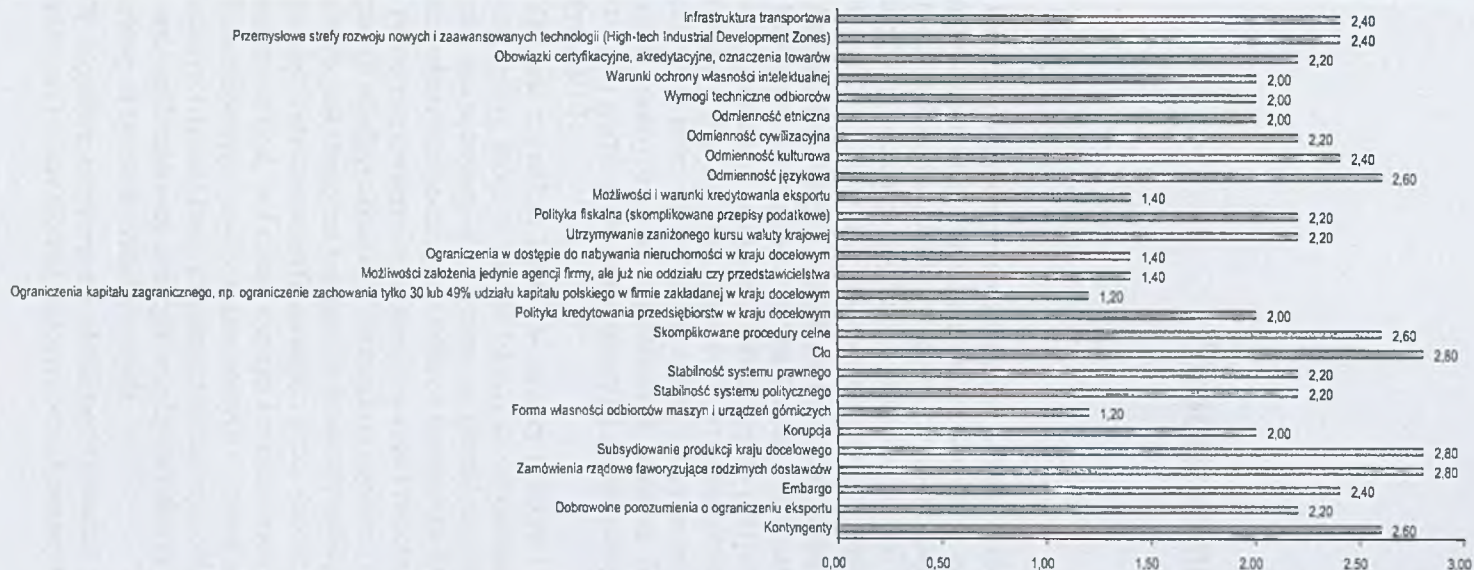 Infrastruktura transportowa 2,40
Przemysłowe strefy rozwoju nowych i zaawansowanych technologii (High-tech Industrial Development Zones) 2,40
Obowiązki certyfikacyjne, akredytacyjne, oznaczenia towarów 2,20
Warunki ochrony własności intelektualnej 2,00
Wymogi techniczne odbiorców 2,00
Odmienność etniczna 2,00
Odmienność cywilizacyjna 2,20
Odmienność kulturowa 2,40
Odmienność językowa 2,60
Możliwości i warunki kredytowania eksportu 1,40
Polityka fiskalna (skomplikowane przepisy podatkowe) 2,20
Utrzymywanie zaniżonego kursu waluty krajowej 2,20
Ograniczenia w dostępie do nabywania nieruchomości w kraju docelowym 1,40
Możliwości założenia jedynie agencji firmy, ale już nie oddziału czy przedstawicielstwa 1,40
Ograniczenia kapitału zagranicznego, np. ograniczenie zachowania tylko 30 lub 49% udziału kapitału polskiego w firmie zakładanej w kraju docelowym 1,20
Polityka kredytowania przedsiębiorstw w kraju docelowym 2,00
Skomplikowane procedury celne 2,60
Cło 2,80
Stabilność systemu prawnego 2,20
Stabilność systemu politycznego 2,20
Forma własności odbiorców maszyn i urządzeń górniczych 1,20
Korupcja 2,00
Subsydiowanie produkcji kraju docelowego 2,80
Zamówienia rządowe faworyzujące rodzimych dostawców 2,80
Embargo 2,40
Dobrowolne porozumienia o ograniczeniu eksportu 2,20
Kontyngenty 2,60
0,00 0,50 1,00 1,50 2,00 2,50 3,00